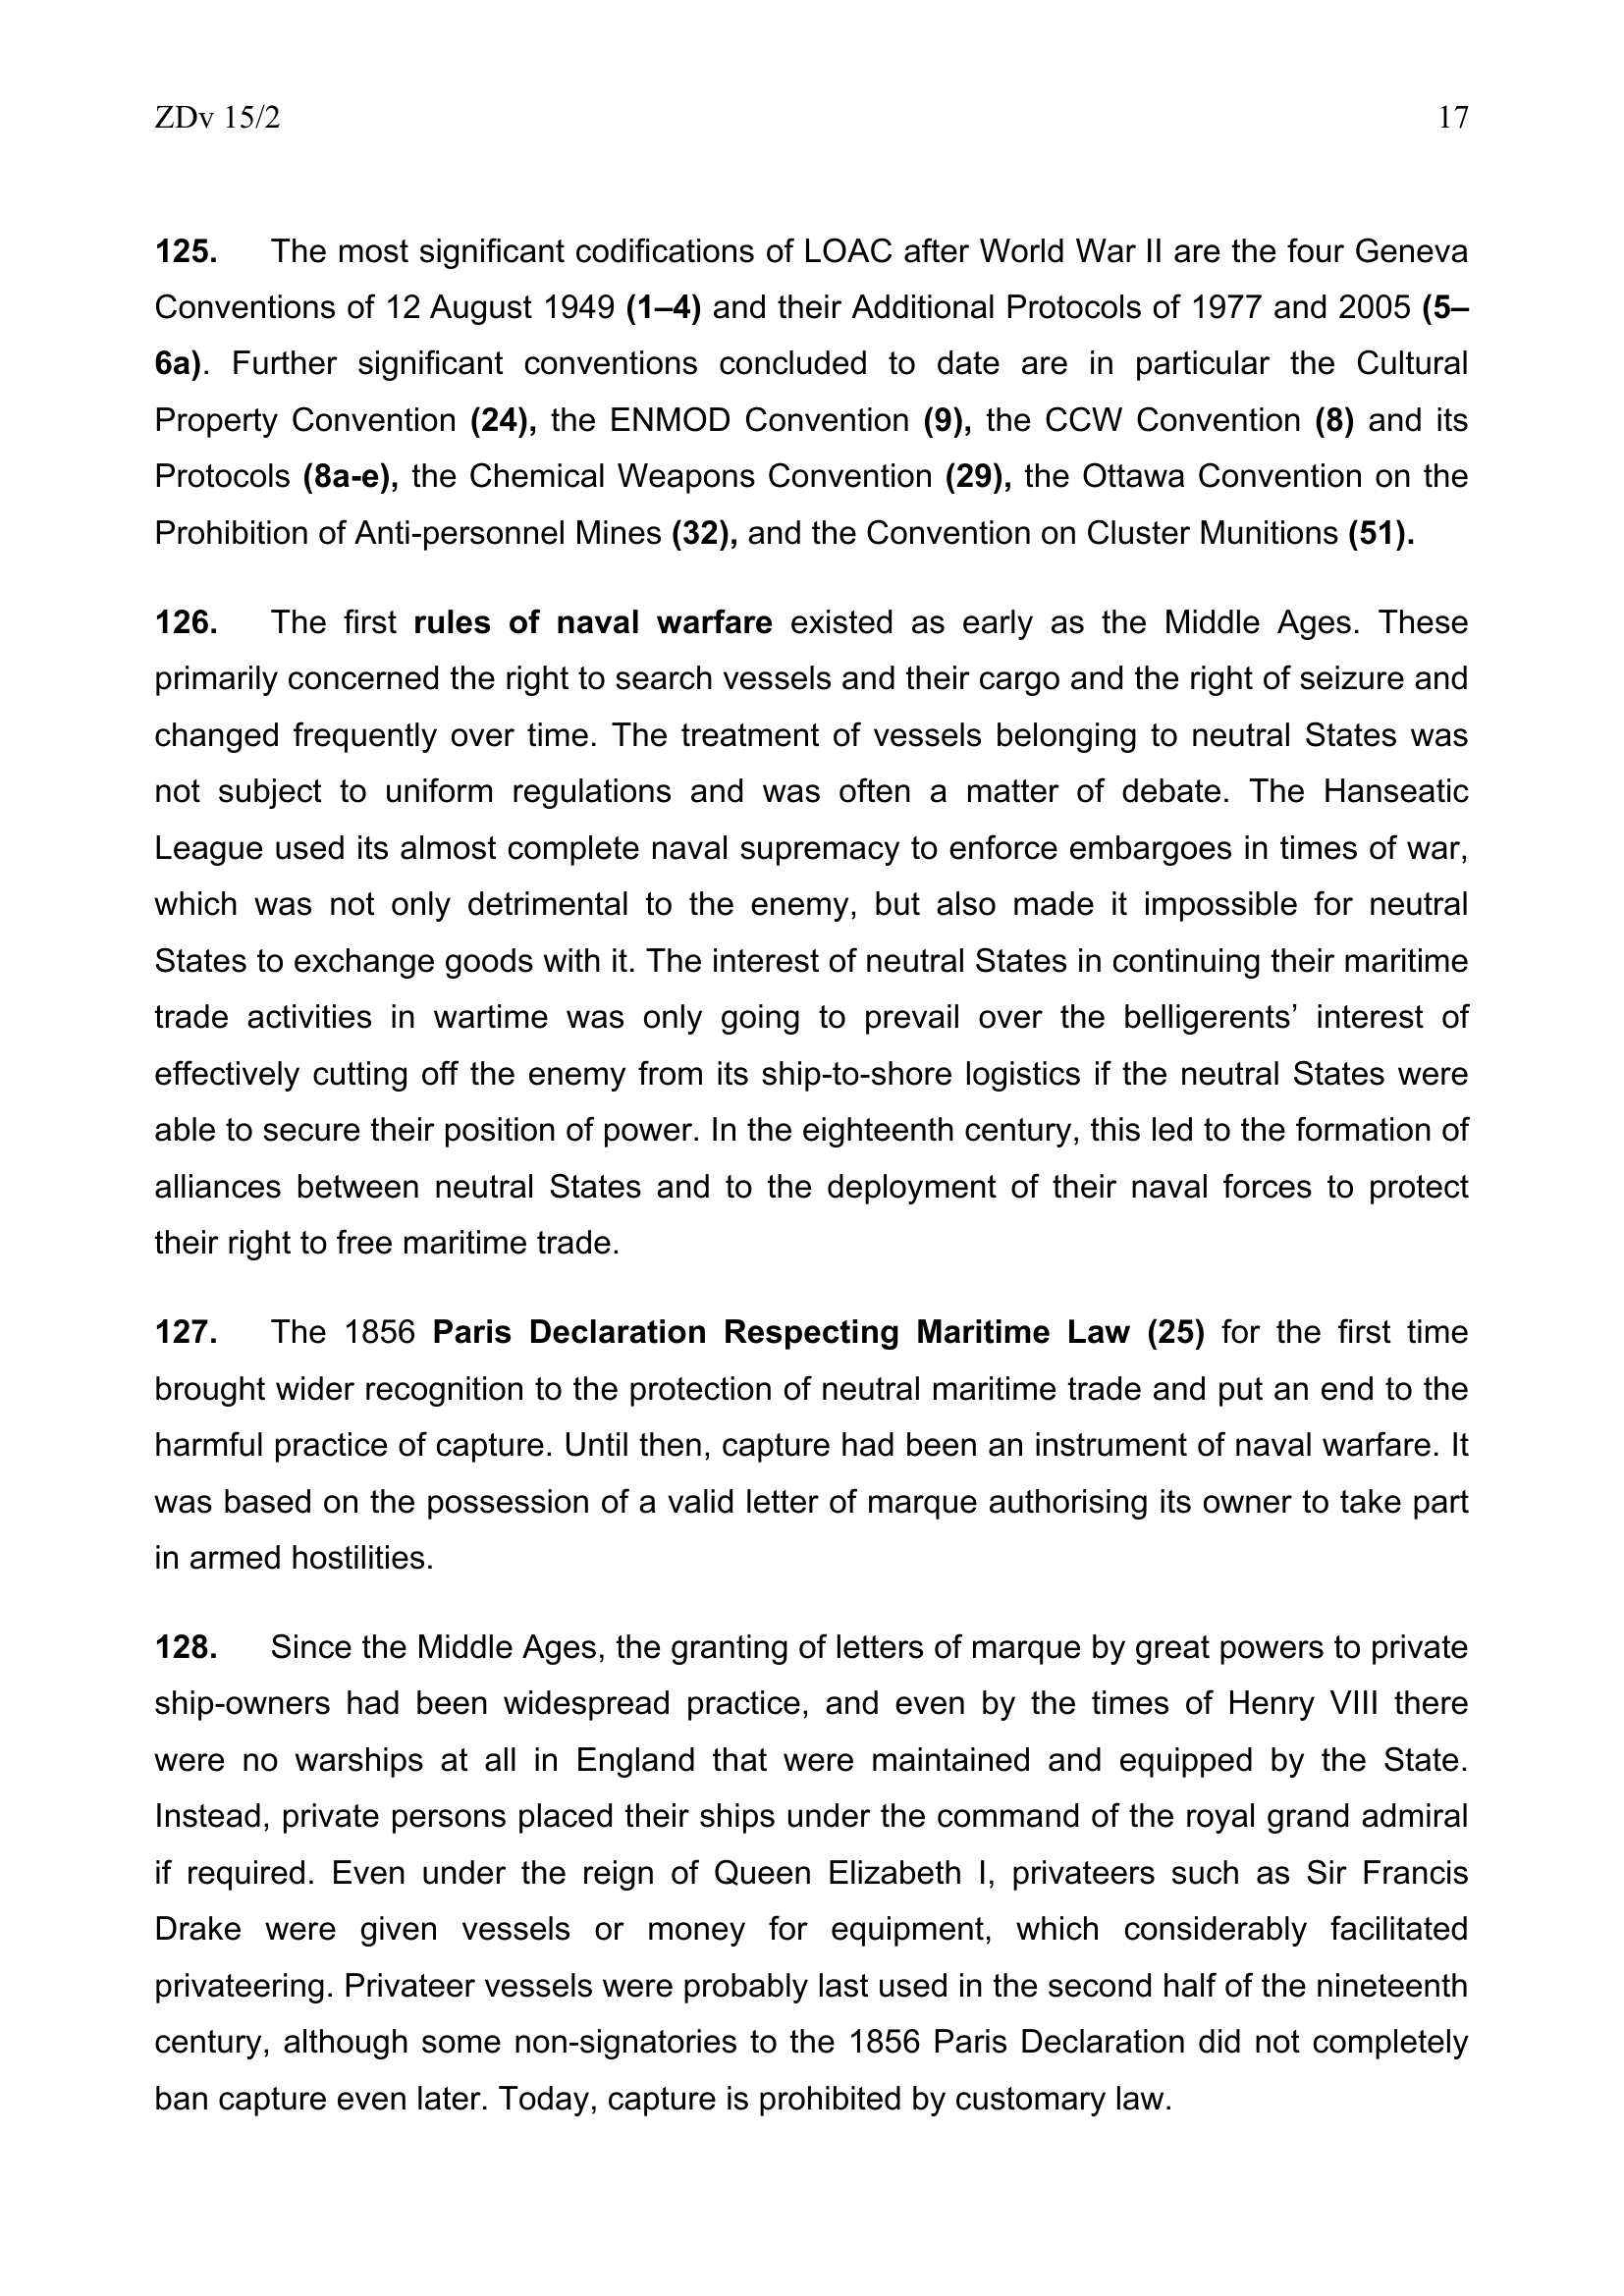 ZDv 15/2 17
125. The most significant codifications of LOAC after World War II are the four Geneva
Conventions of 12 August 1949 (1–4) and their Additional Protocols of 1977 and 2005 (5–
6a). Further significant conventions concluded to date are in particular the Cultural
Property Convention (24), the ENMOD Convention (9), the CCW Convention (8) and its
Protocols (8a-e), the Chemical Weapons Convention (29), the Ottawa Convention on the
Prohibition of Anti-personnel Mines (32), and the Convention on Cluster Munitions (51).
126. The first rules of naval warfare existed as early as the Middle Ages. These
primarily concerned the right to search vessels and their cargo and the right of seizure and
changed frequently over time. The treatment of vessels belonging to neutral States was
not subject to uniform regulations and was often a matter of debate. The Hanseatic
League used its almost complete naval supremacy to enforce embargoes in times of war,
which was not only detrimental to the enemy, but also made it impossible for neutral
States to exchange goods with it. The interest of neutral States in continuing their maritime
trade activities in wartime was only going to prevail over the belligerents’ interest of
effectively cutting off the enemy from its ship-to-shore logistics if the neutral States were
able to secure their position of power. In the eighteenth century, this led to the formation of
alliances between neutral States and to the deployment of their naval forces to protect
their right to free maritime trade.
127. The 1856 Paris Declaration Respecting Maritime Law (25) for the first time
brought wider recognition to the protection of neutral maritime trade and put an end to the
harmful practice of capture. Until then, capture had been an instrument of naval warfare. It
was based on the possession of a valid letter of marque authorising its owner to take part
in armed hostilities.
128. Since the Middle Ages, the granting of letters of marque by great powers to private
ship-owners had been widespread practice, and even by the times of Henry VIII there
were no warships at all in England that were maintained and equipped by the State.
Instead, private persons placed their ships under the command of the royal grand admiral
if required. Even under the reign of Queen Elizabeth I, privateers such as Sir Francis
Drake were given vessels or money for equipment, which considerably facilitated
privateering. Privateer vessels were probably last used in the second half of the nineteenth
century, although some non-signatories to the 1856 Paris Declaration did not completely
ban capture even later. Today, capture is prohibited by customary law.